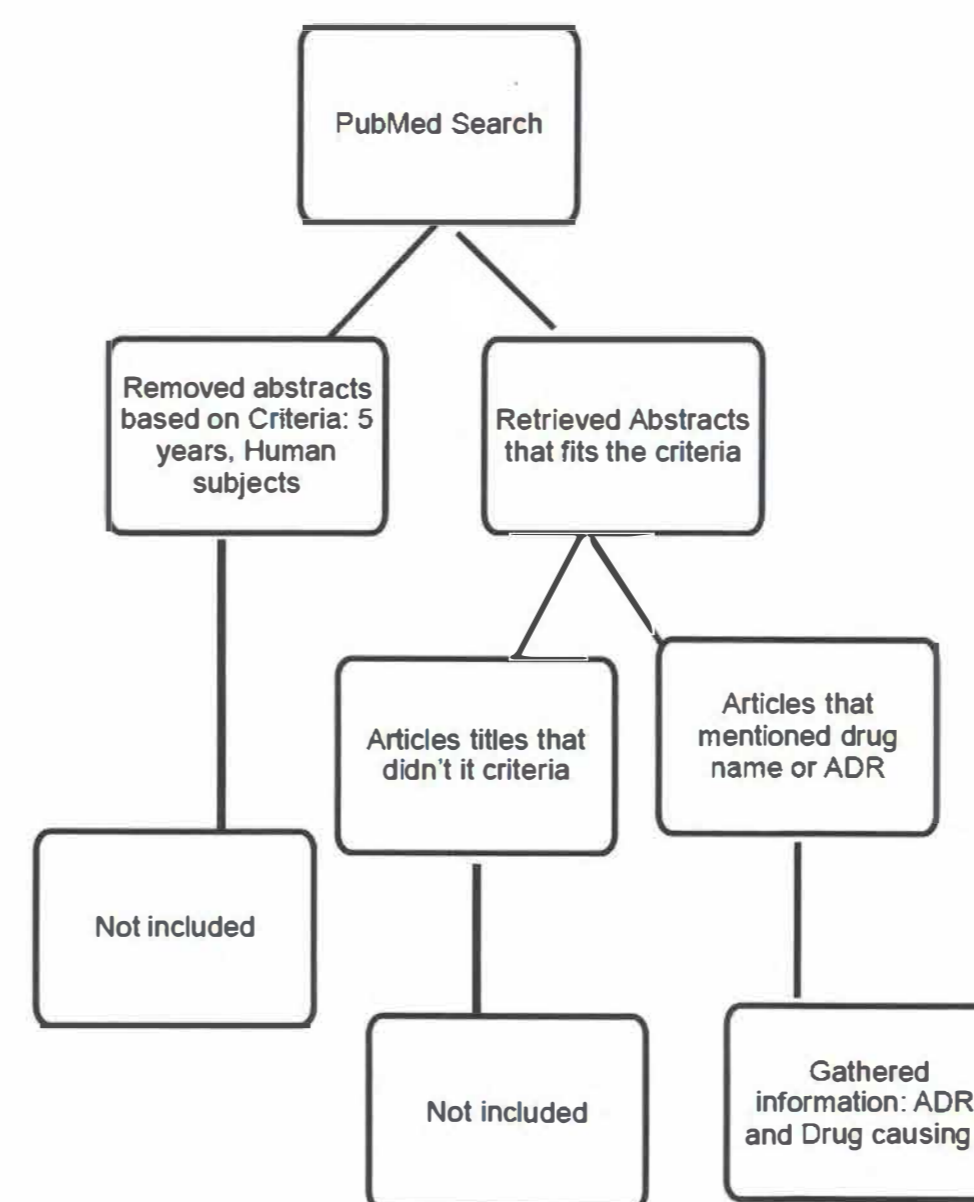 PubMed Search
Removed abstracts
based on Criteria: 5
years, Human
subjects
Retrieved Abstracts
that fits the criteria
Articles titles that
didn't it criteria
Articles that
mentioned drug
name or ADR
Not included
Not included
Gathered
information: ADR
and Drug causing